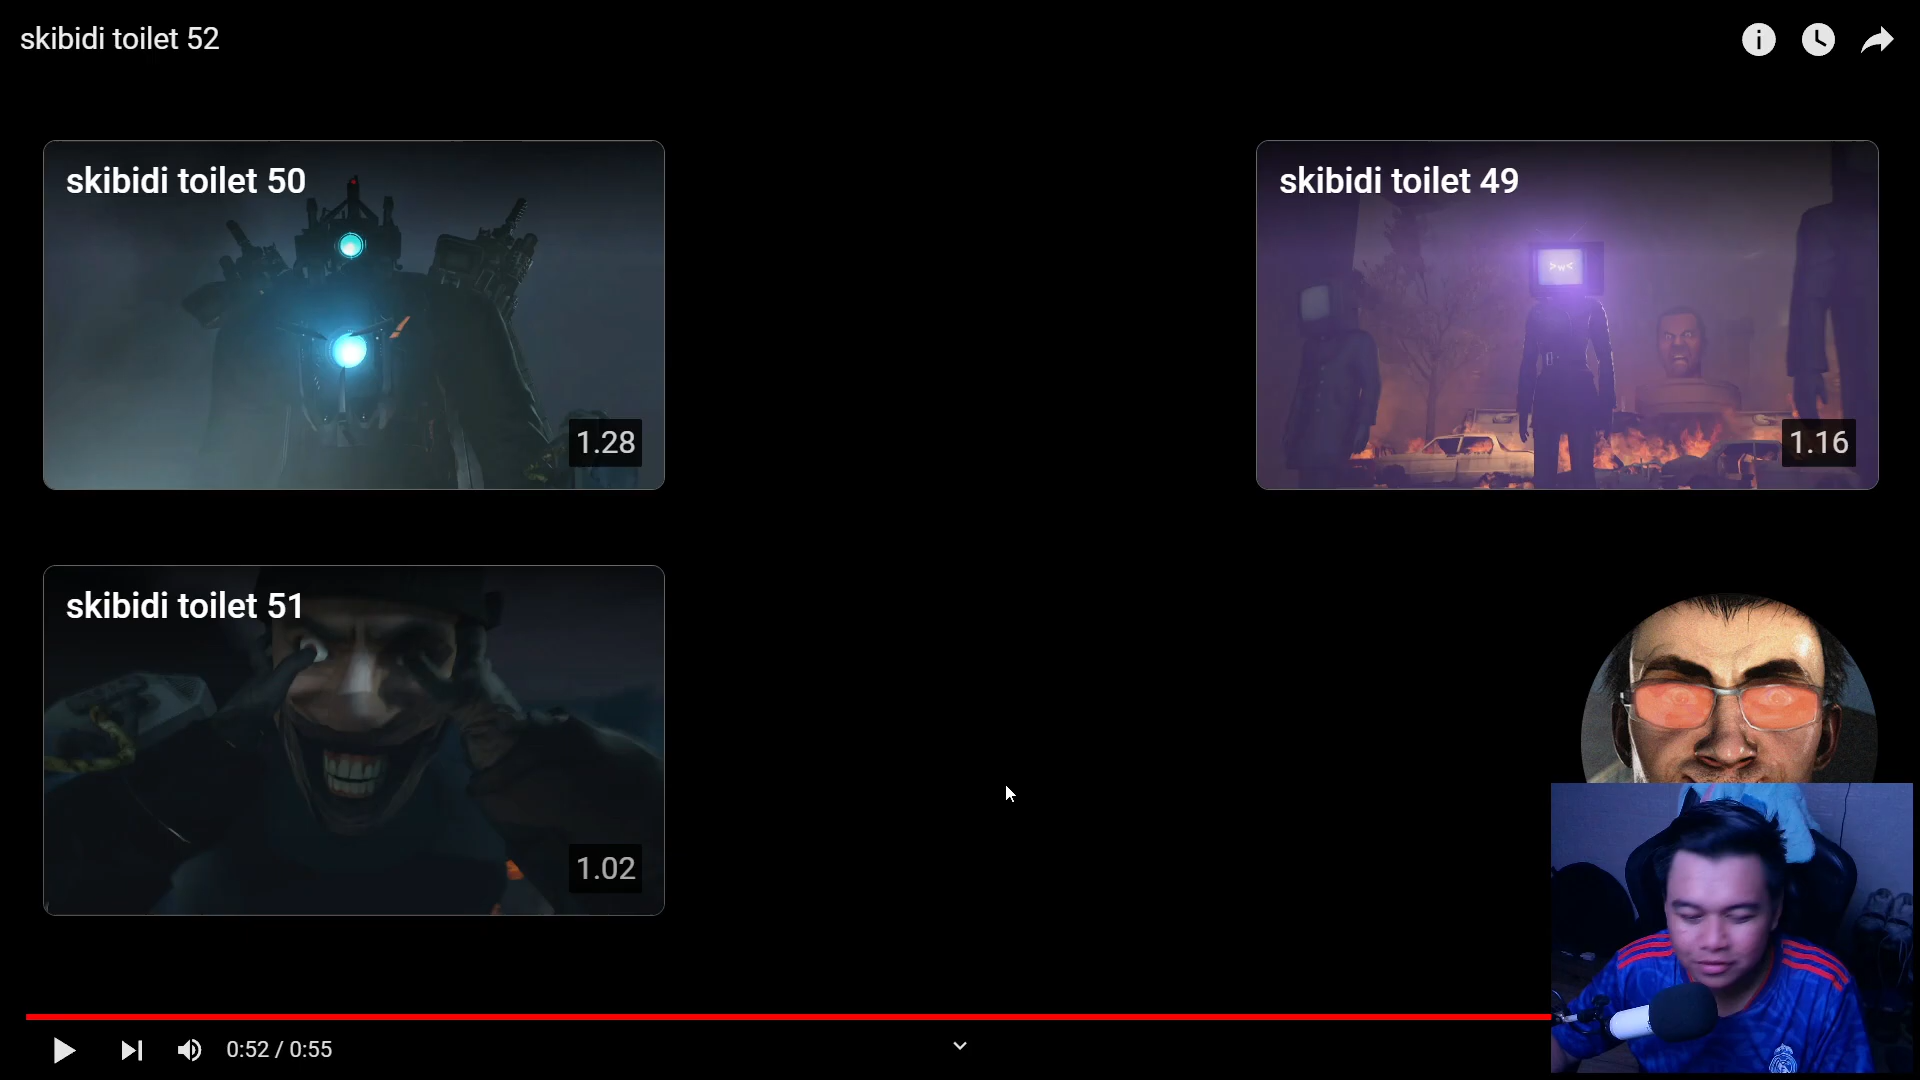 skibidi toilet 52
skibidi toilet 50
1.28
skibidi toilet 49
>w<
1.16
skibidi toilet 51
1.02
0:52 / 0:55